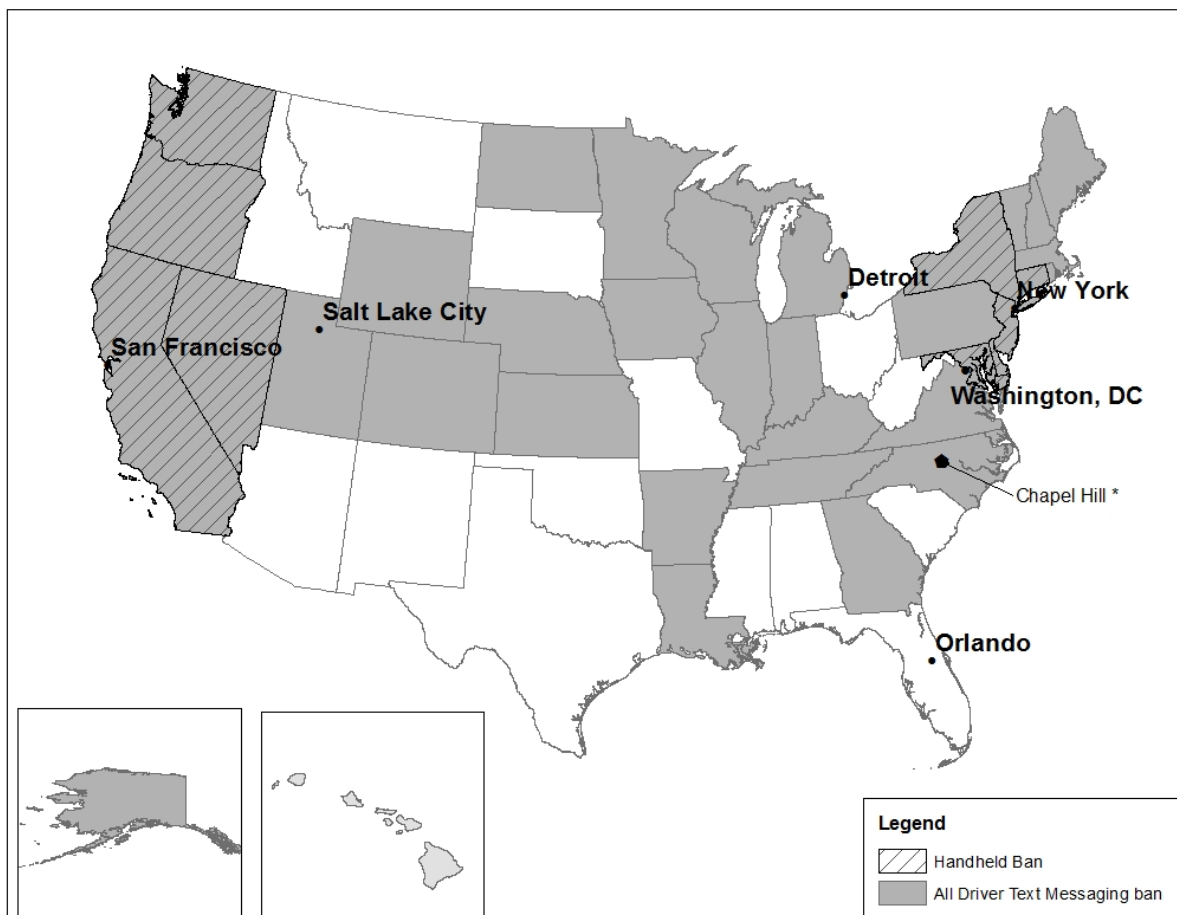 Detroit
New York
Salt Lake City
San Francisco
Washington, DC
Chapel Hill *
Orlando
Legend
Handheld Ban
All Driver Text Messaging ban